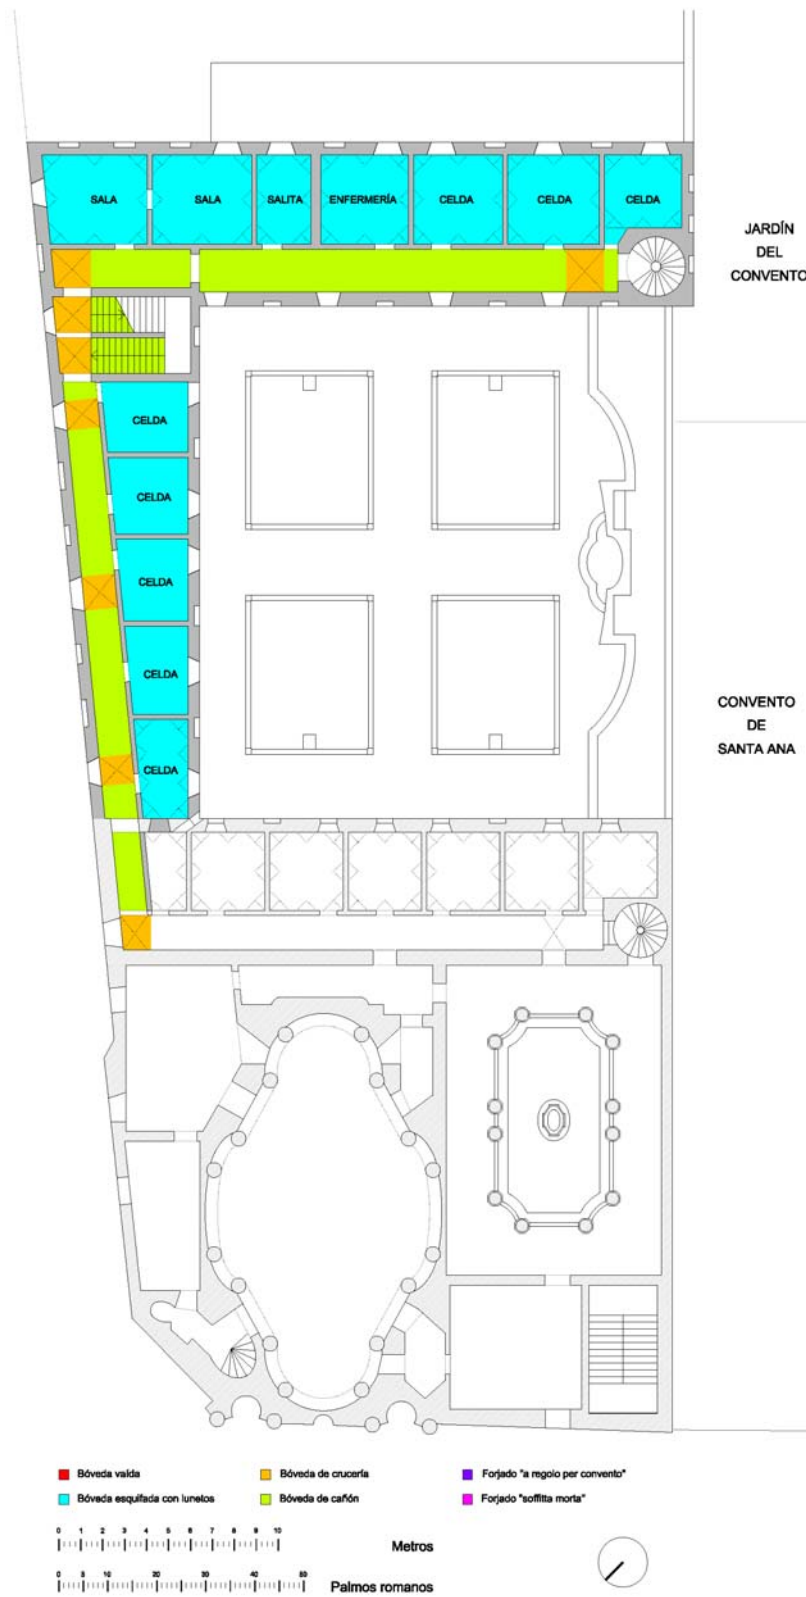 SALA
SALA
SALITA
ENFERMERÍA
CELDA
CELDA
CELDA
JARDÍN
DEL
CONVENTO
CELDA
CELDA
CELDA
CELDA
CELDA
CONVENTO
DE
SANTA ANA
Bóveda valda
Bóveda de crucería
Forjado "a regolo per convento"
Bóveda esquifada con lunetos
Bóveda de cañón
Forjado "soffitta morta"
0 1 2 3 4 5 6 7 8 9 10
Metros
0 5 10 20 30 40 50
Palmos romanos